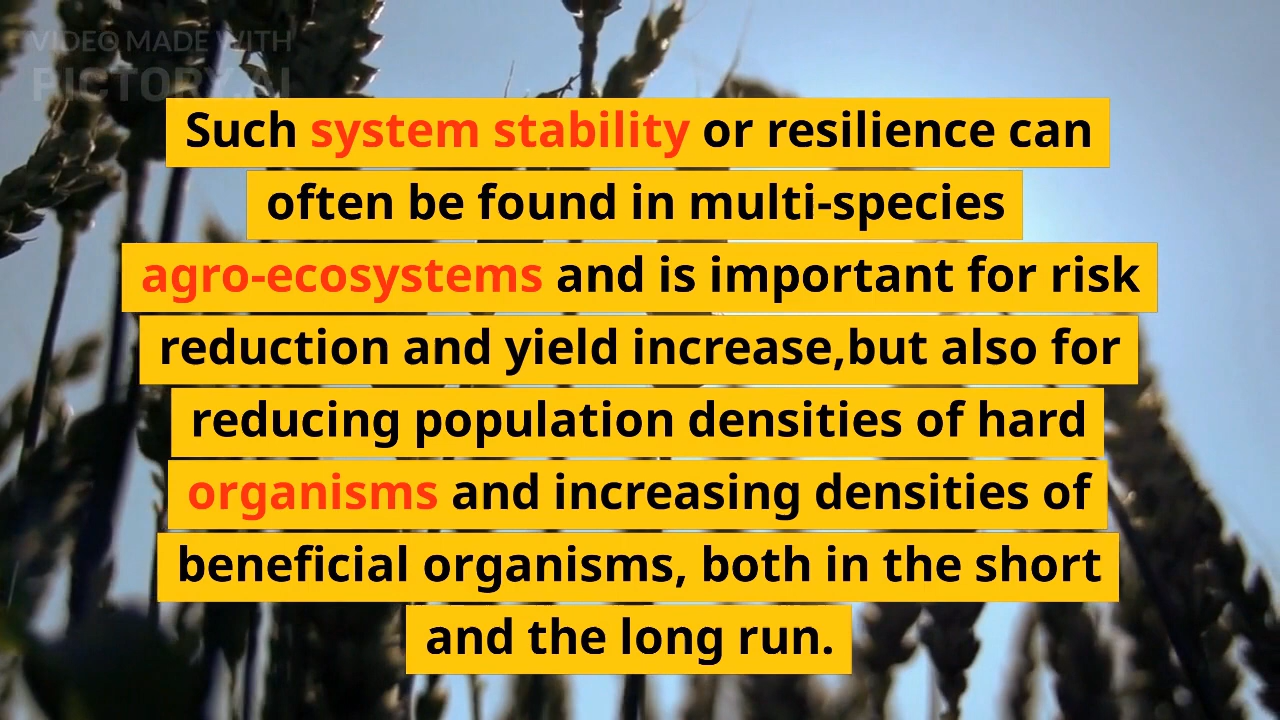 VIDEO MADE WITH
PICTORY.AI
Such system stability or resilience can
often be found in multi-species
agro-ecosystems and is important for risk
reduction and yield increase,but also for
reducing population densities of hard
organisms and increasing densities of
beneficial organisms, both in the short
and the long run.